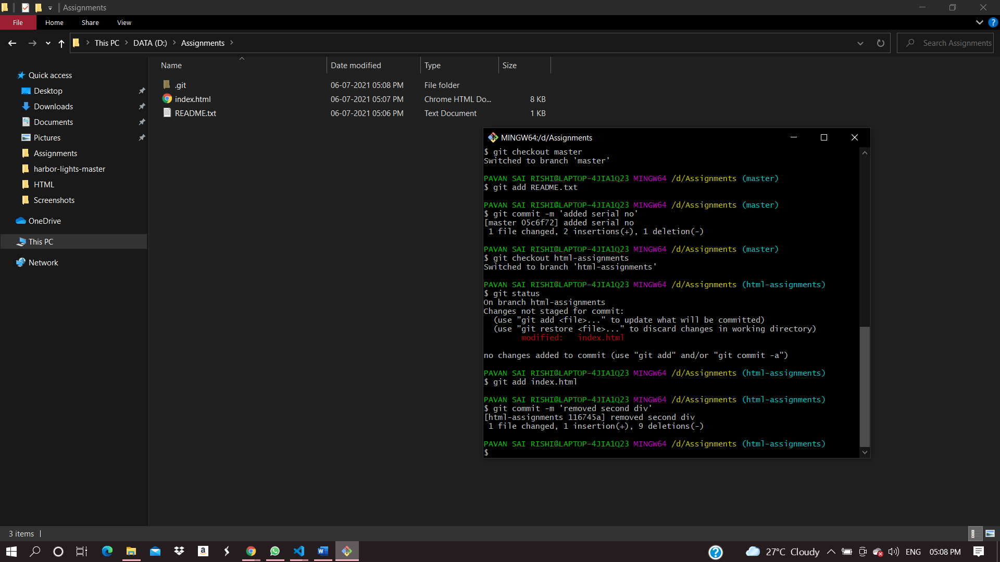 Assignments
File Home Share View
This PC DATA (D:) Assignments
Search Assignments
Name Date modified Type Size
Quick access
Desktop
Downloads
Documents
Pictures
Assignments
harbor-lights-master
HTML
Screenshots
OneDrive
This PC
Network
.git 06-07-2021 05:08 PM File folder
index.html 06-07-2021 05:07 PM Chrome HTML Do... 8 KB
README.txt 06-07-2021 05:06 PM Text Document 1 KB
MINGW64:/d/Assignments
$ git checkout master
Switched to branch 'master'
PAVAN SAI RISHI@LAPTOP-4JIA1Q23 MINGW64 /d/Assignments (master)
$ git add README.txt
PAVAN SAI RISHI@LAPTOP-4JIA1Q23 MINGW64 /d/Assignments (master)
$ git commit -m 'added serial no'
[master 05c6f72] added serial no
1 file changed, 2 insertions(+), 1 deletion(-)
PAVAN SAI RISHI@LAPTOP-4JIA1Q23 MINGW64 /d/Assignments (master)
$ git checkout html-assignments
Switched to branch 'html-assignments'
PAVAN SAI RISHI@LAPTOP-4JIA1Q23 MINGW64 /d/Assignments (html-assignments)
$ git status
On branch html-assignments
Changes not staged for commit:
(use "git add <file>..." to update what will be committed)
(use "git restore <file>..." to discard changes in working directory)
modified: index.html
no changes added to commit (use "git add" and/or "git commit -a")
PAVAN SAI RISHI@LAPTOP-4JIA1Q23 MINGW64 /d/Assignments (html-assignments)
$ git add index.html
PAVAN SAI RISHI@LAPTOP-4JIA1Q23 MINGW64 /d/Assignments (html-assignments)
$ git commit -m 'removed second div'
[html-assignments 116745a] removed second div
1 file changed, 1 insertion(+), 9 deletions(-)
PAVAN SAI RISHI@LAPTOP-4JIA1Q23 MINGW64 /d/Assignments (html-assignments)
$
3 items
27°C Cloudy ENG 05:08 PM